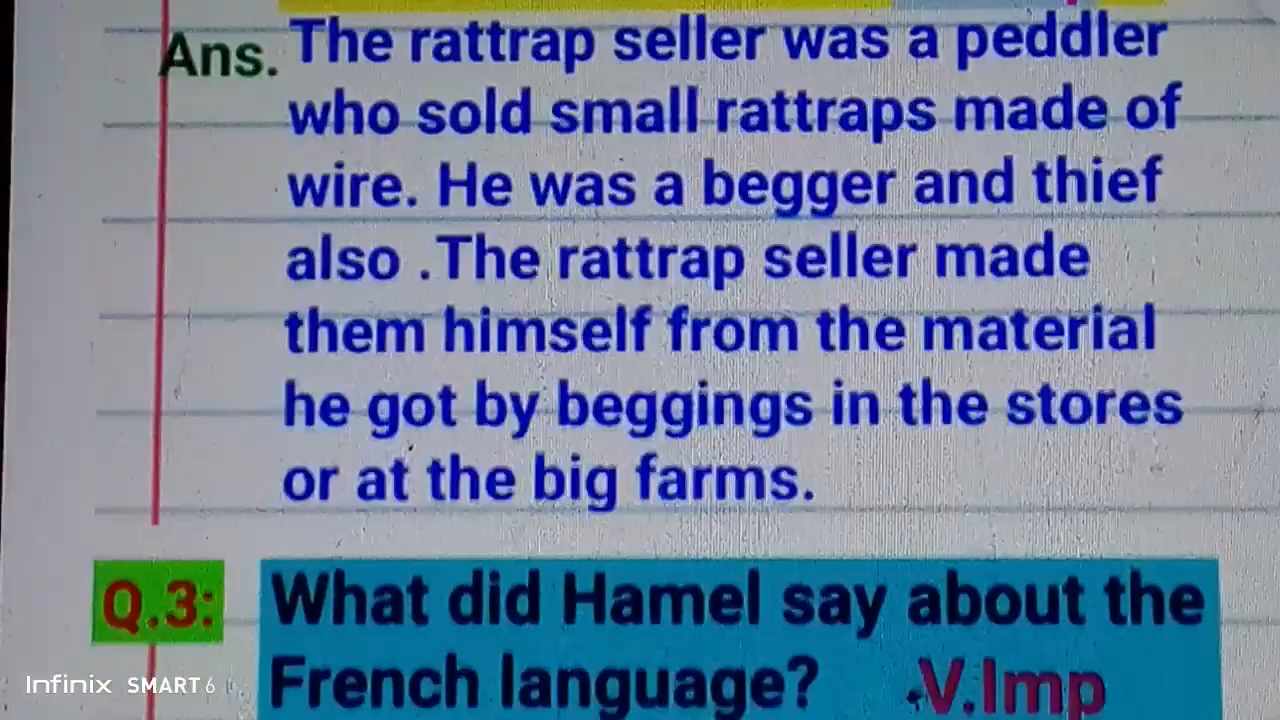 Ans. The rattrap seller was a peddler
who sold small rattraps made of
wire. He was a begger and thief
also .The rattrap seller made
them himself from the material
he got by beggings in the stores
or at the big farms.
Q.3: What did Hamel say about the
French language? V.Imp
Infinix SMART 6